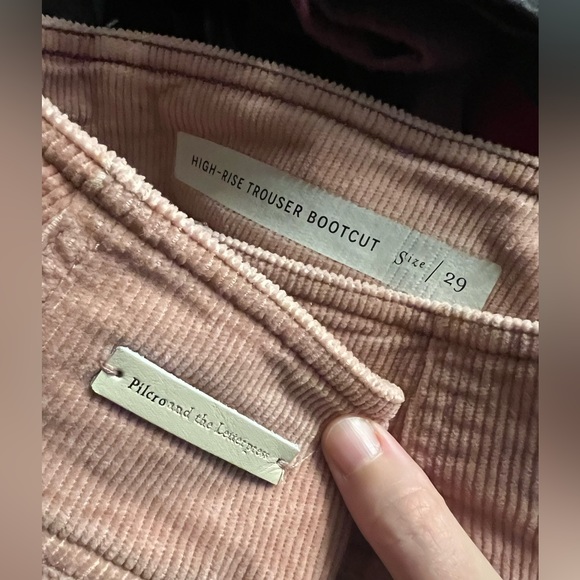 HIGH-RISE TROUSER BOOTCUT Size / 29
Pilcro and the Letterpress